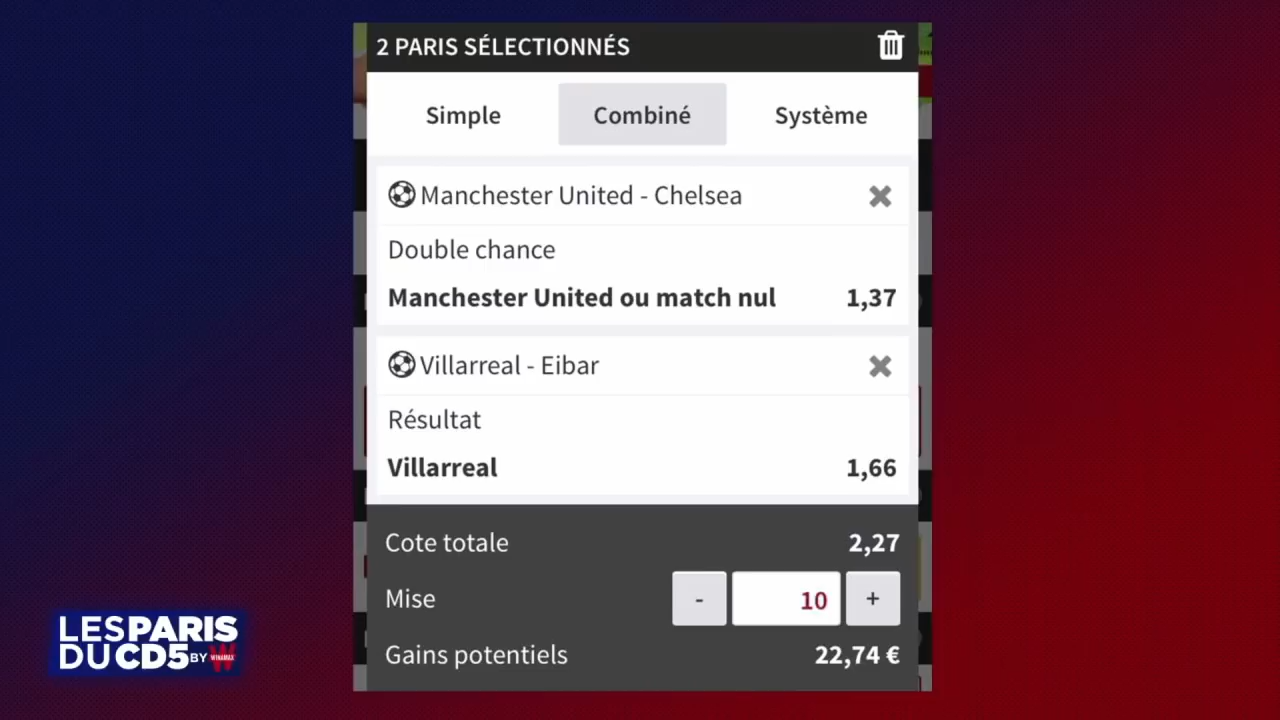 2 PARIS SÉLECTIONNÉS
Simple Combiné Système
Manchester United - Chelsea
Double chance
Manchester United ou match nul 1,37
Villarreal - Eibar
Résultat
Villarreal 1,66
Cote totale 2,27
Mise - 10 +
Gains potentiels 22,74 €
LES PARIS
DU CD5 BY WINAMAX